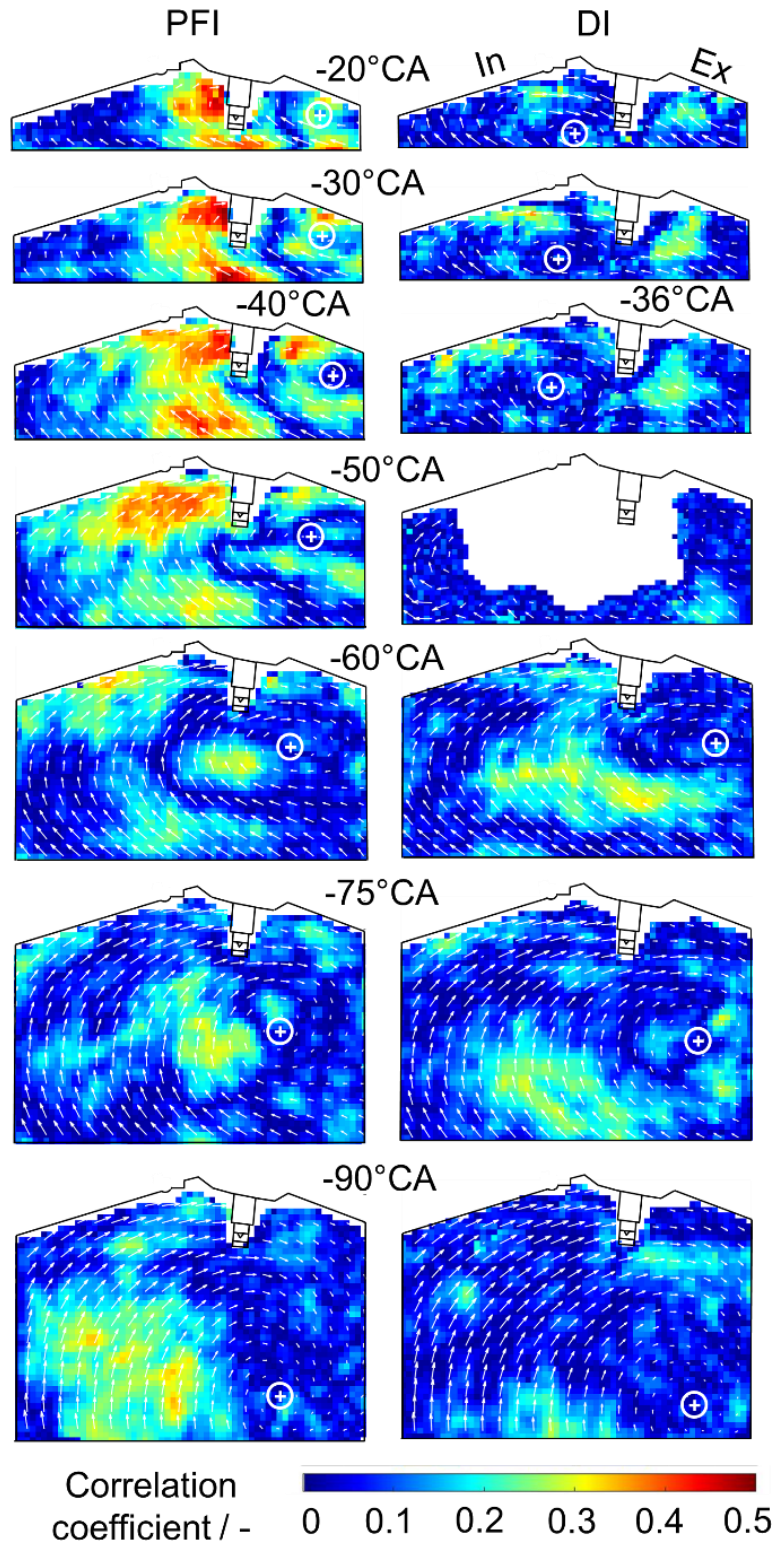 PFI DI
-20°CA In Ex
-30°CA
-40°CA -36°CA
-50°CA
-60°CA
-75°CA
-90°CA
Correlation
coefficient / -
0 0.1 0.2 0.3 0.4 0.5